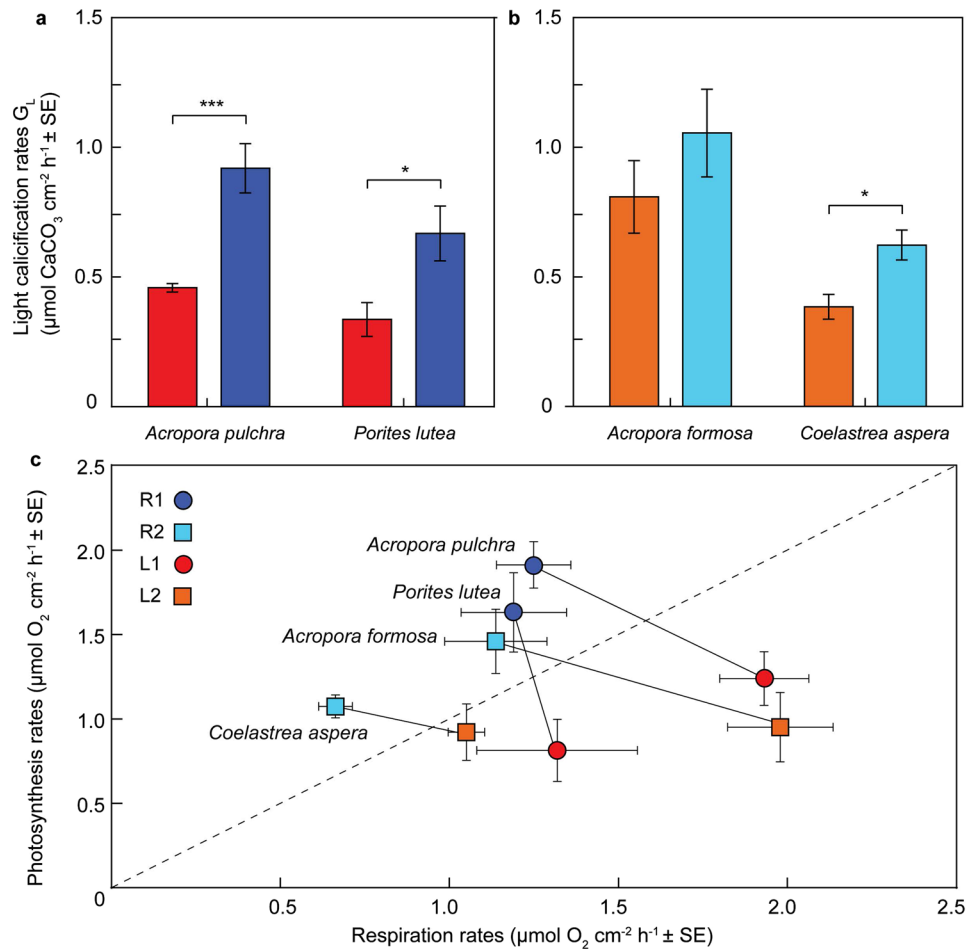 a
b
Light calicification rates G_L
(µmol CaCO₃ cm⁻² h⁻¹ ± SE)
1.5
1.0
0.5
0
***
*
Acropora pulchra
Porites lutea
1.5
1.0
0.5
0
*
Acropora formosa
Coelastrea aspera
c
Photosynthesis rates (µmol O₂ cm⁻² h⁻¹ ± SE)
2.5
2.0
1.5
1.0
0.5
0
R1
R2
L1
L2
Acropora pulchra
Porites lutea
Acropora formosa
Coelastrea aspera
0.5
1.0
1.5
2.0
2.5
Respiration rates (µmol O₂ cm⁻² h⁻¹ ± SE)